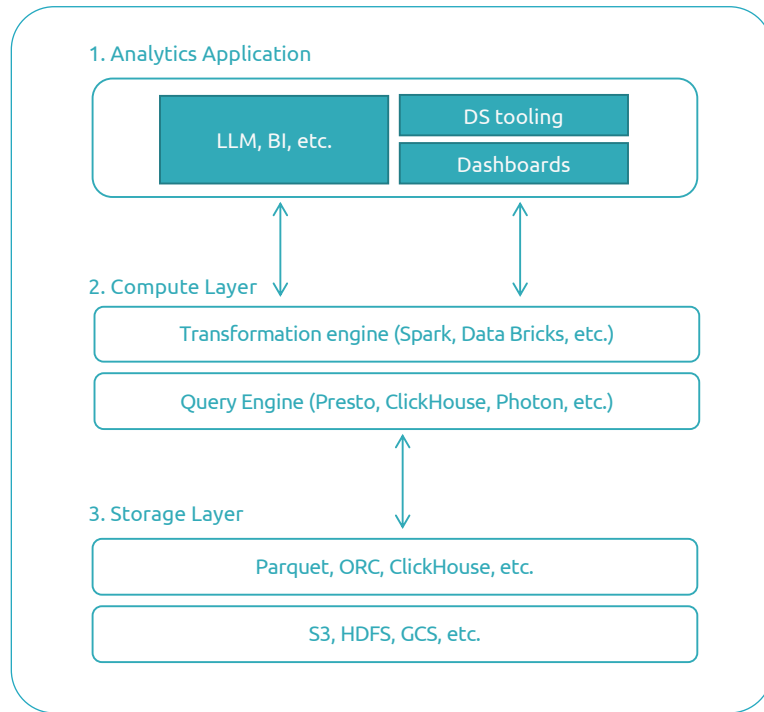 1. Analytics Application
LLM, BI, etc.
DS tooling
Dashboards
2. Compute Layer
Transformation engine (Spark, Data Bricks, etc.)
Query Engine (Presto, ClickHouse, Photon, etc.)
3. Storage Layer
Parquet, ORC, ClickHouse, etc.
S3, HDFS, GCS, etc.